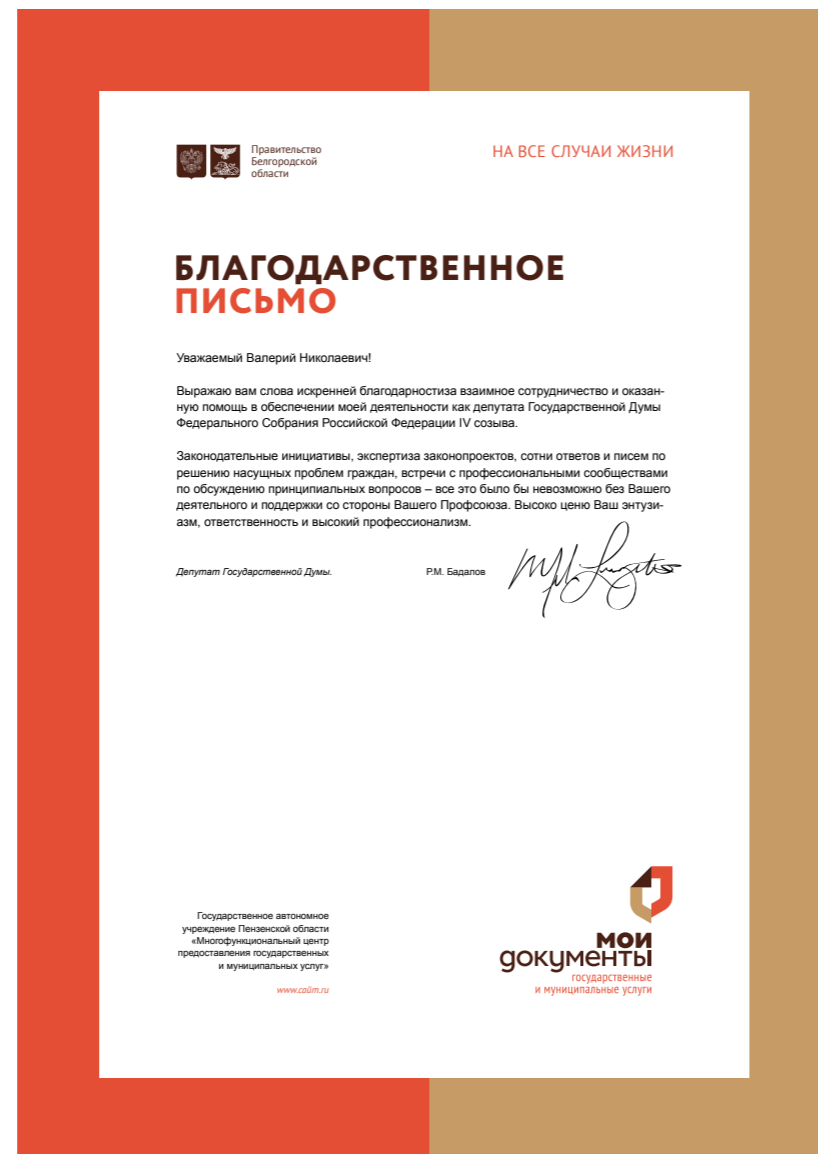 Правительство
Белгородской
области
НА ВСЕ СЛУЧАИ ЖИЗНИ
БЛАГОДАРСТВЕННОЕ
ПИСЬМО
Уважаемый Валерий Николаевич!
Выражаю вам слова искренней благодарностиза взаимное сотрудничество и оказан-
ную помощь в обеспечении моей деятельности как депутата Государственной Думы
Федерального Собрания Российской Федерации IV созыва.
Законодательные инициативы, экспертиза законопроектов, сотни ответов и писем по
решению насущных проблем граждан, встречи с профессиональными сообществами
по обсуждению принципиальных вопросов – все это было бы невозможно без Вашего
деятельного и поддержки со стороны Вашего Профсоюза. Высоко ценю Ваш энтузи-
азм, ответственность и высокий профессионализм.
Депутат Государственной Думы. Р.М. Бадалов
Государственное автономное
учреждение Пензенской области
«Многофункциональный центр
предоставления государственных
и муниципальных услуг»
www.сайт.ru
мои
документы
государственные
и муниципальные услуги